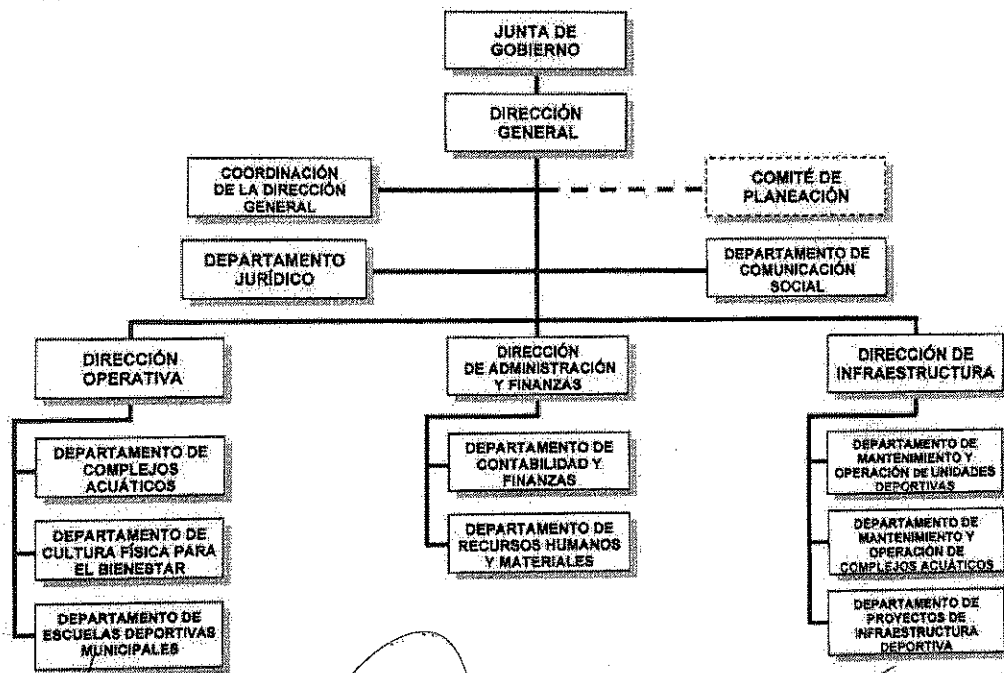 JUNTA DE
GOBIERNO
DIRECCIÓN
GENERAL
COORDINACIÓN
DE LA DIRECCIÓN
GENERAL
COMITÉ DE
PLANEACIÓN
DEPARTAMENTO
JURÍDICO
DEPARTAMENTO DE
COMUNICACIÓN
SOCIAL
DIRECCIÓN
OPERATIVA
DIRECCIÓN
DE ADMINISTRACIÓN
Y FINANZAS
DIRECCIÓN DE
INFRAESTRUCTURA
DEPARTAMENTO DE
COMPLEJOS
ACUÁTICOS
DEPARTAMENTO DE
CONTABILIDAD Y
FINANZAS
DEPARTAMENTO DE
MANTENIMIENTO Y
OPERACIÓN DE UNIDADES
DEPORTIVAS
DEPARTAMENTO DE
CULTURA FÍSICA PARA
EL BIENESTAR
DEPARTAMENTO DE
RECURSOS HUMANOS
Y MATERIALES
DEPARTAMENTO DE
MANTENIMIENTO Y
OPERACIÓN DE
COMPLEJOS ACUÁTICOS
DEPARTAMENTO DE
ESCUELAS DEPORTIVAS
MUNICIPALES
DEPARTAMENTO DE
PROYECTOS DE
INFRAESTRUCTURA
DEPORTIVA